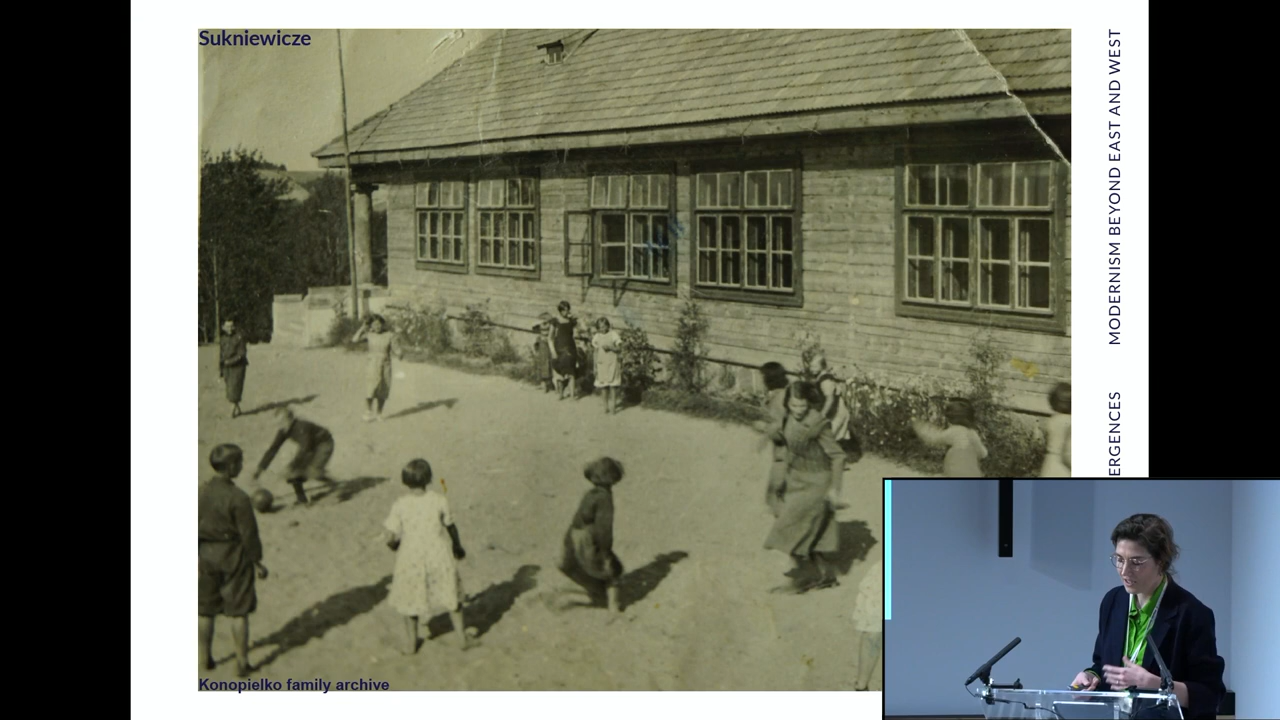 Sukniewicze
Konopielko family archive
MODERNISM BEYOND EAST AND WEST
ERGENCES